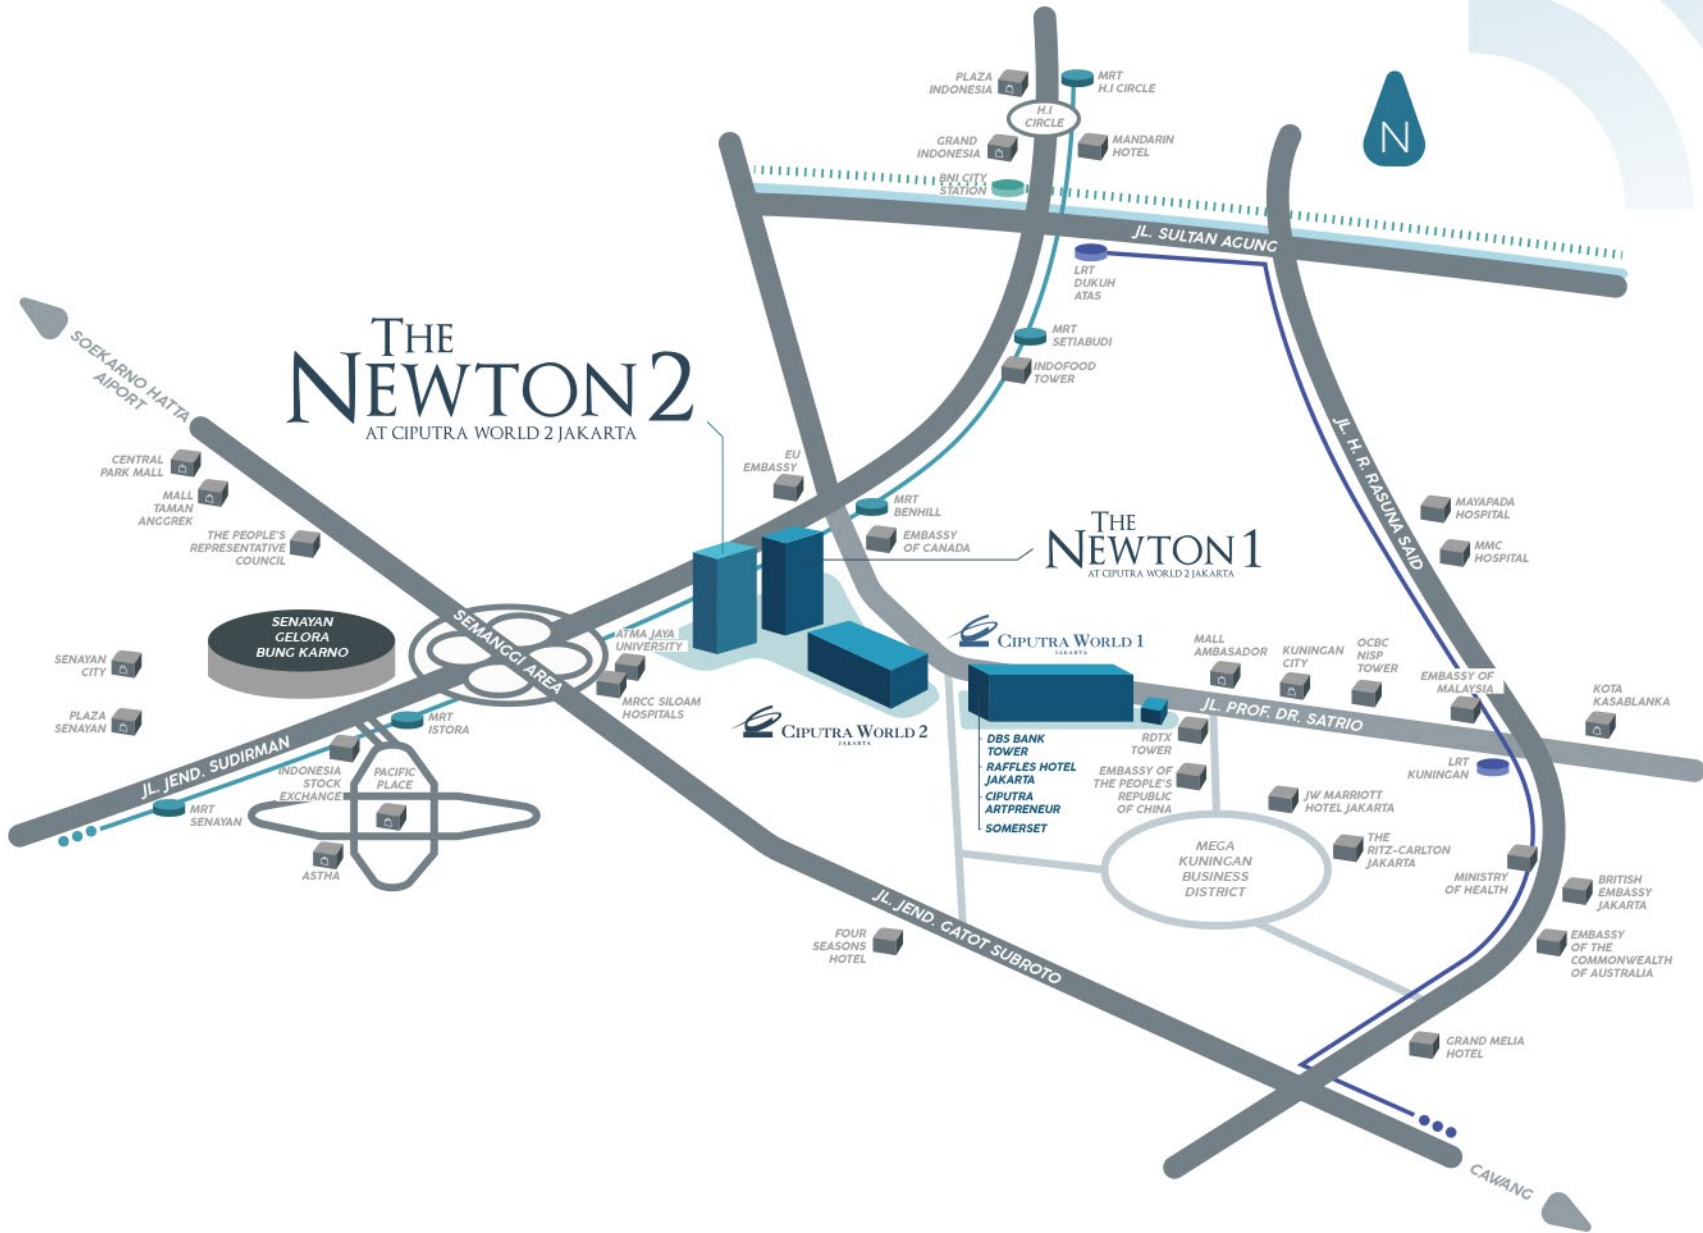 PLAZA
INDONESIA
MRT
H.I CIRCLE
H.I
CIRCLE
GRAND
INDONESIA
MANDARIN
HOTEL
N
BNI CITY
STATION
JL. SULTAN AGUNG
LRT
DUKUH
ATAS
MRT
SETIABUDI
INDOFOOD
TOWER
SOEKARNO HATTA
AIPORT
THE
NEWTON 2
AT CIPUTRA WORLD 2 JAKARTA
CENTRAL
PARK MALL
MALL
TAMAN
ANGGREK
THE PEOPLE'S
REPRESENTATIVE
COUNCIL
EU
EMBASSY
MRT
BENHILL
EMBASSY
OF CANADA
THE
NEWTON 1
AT CIPUTRA WORLD 2 JAKARTA
JL. H. R. RASUNA SAID
MAYAPADA
HOSPITAL
MMC
HOSPITAL
SENAYAN
GELORA
BUNG KARNO
SEMANGGI AREA
ATMA JAYA
UNIVERSITY
MRCC SILOAM
HOSPITALS
SENAYAN
CITY
PLAZA
SENAYAN
MRT
ISTORA
JL. JEND. SUDIRMAN
INDONESIA
STOCK
EXCHANGE
PACIFIC
PLACE
MRT
SENAYAN
ASTHA
CIPUTRA WORLD 2
JAKARTA
CIPUTRA WORLD 1
JAKARTA
DBS BANK
TOWER
RAFFLES HOTEL
JAKARTA
CIPUTRA
ARTPRENEUR
SOMERSET
MALL
AMBASADOR
KUNINGAN
CITY
OCBC
NISP
TOWER
EMBASSY OF
MALAYSIA
KOTA
KASABLANKA
JL. PROF. DR. SATRIO
RDTX
TOWER
EMBASSY OF
THE PEOPLE'S
REPUBLIC
OF CHINA
LRT
KUNINGAN
JW MARRIOTT
HOTEL JAKARTA
THE
RITZ-CARLTON
JAKARTA
MEGA
KUNINGAN
BUSINESS
DISTRICT
MINISTRY
OF HEALTH
BRITISH
EMBASSY
JAKARTA
EMBASSY
OF THE
COMMONWEALTH
OF AUSTRALIA
FOUR
SEASONS
HOTEL
JL. JEND. GATOT SUBROTO
GRAND MELIA
HOTEL
CAWANG